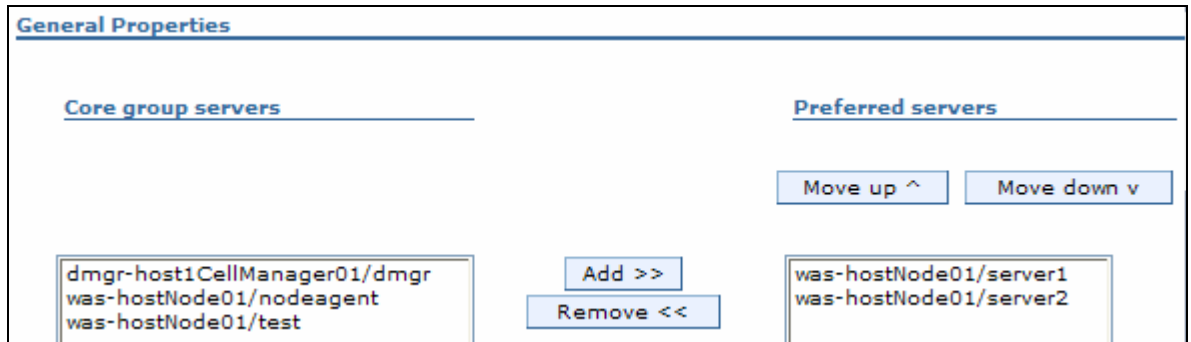 General Properties
Core group servers
Preferred servers
Move up ^
Move down v
dmgr-host1CellManager01/dmgr
was-hostNode01/nodeagent
was-hostNode01/test
Add >>
Remove <<
was-hostNode01/server1
was-hostNode01/server2